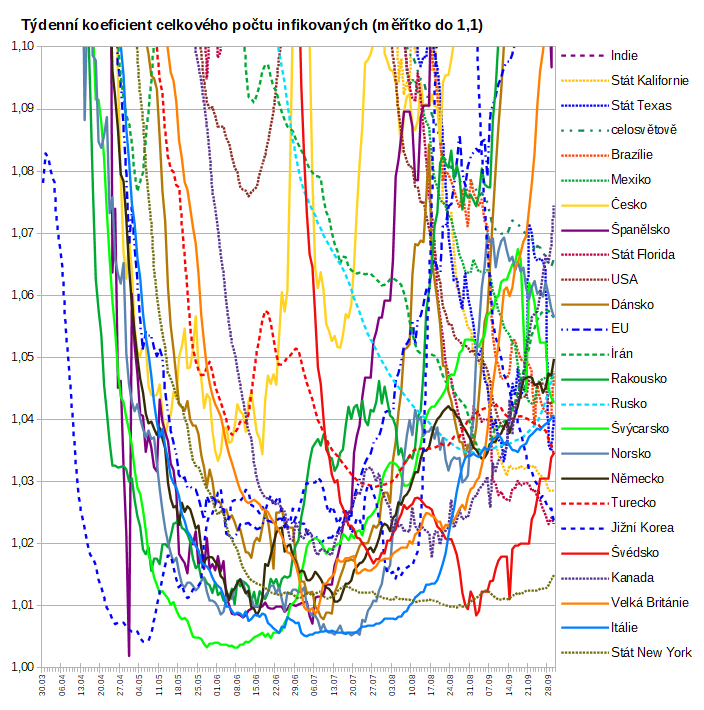 Týdenní koeficient celkového počtu infikovaných (měřítko do 1,1)
1,10
1,09
1,08
1,07
1,06
1,05
1,04
1,03
1,02
1,01
1,00
30.03
06.04
13.04
20.04
27.04
04.05
11.05
18.05
25.05
01.06
08.06
15.06
22.06
29.06
06.07
13.07
20.07
27.07
03.08
10.08
17.08
24.08
31.08
07.09
14.09
21.09
28.09
Indie
Stát Kalifornie
Stát Texas
celosvětově
Brazílie
Mexiko
Česko
Španělsko
Stát Florida
USA
Dánsko
EU
Írán
Rakousko
Rusko
Švýcarsko
Norsko
Německo
Turecko
Jižní Korea
Švédsko
Kanada
Velká Británie
Itálie
Stát New York